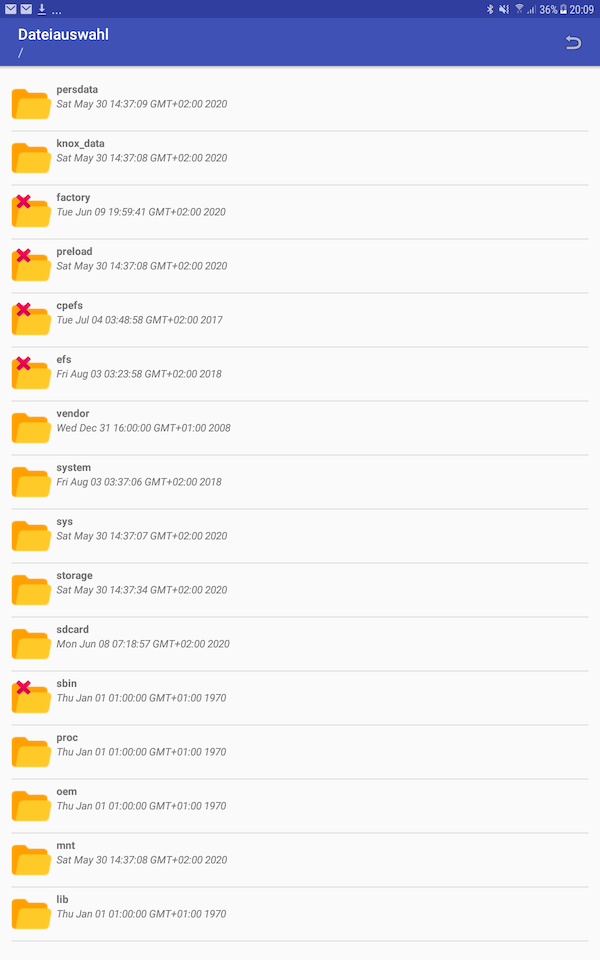 ... 36% 20:09
Dateiauswahl
/
persdata
Sat May 30 14:37:09 GMT+02:00 2020
knox_data
Sat May 30 14:37:08 GMT+02:00 2020
factory
Tue Jun 09 19:59:41 GMT+02:00 2020
preload
Sat May 30 14:37:08 GMT+02:00 2020
cpefs
Tue Jul 04 03:48:58 GMT+02:00 2017
efs
Fri Aug 03 03:23:58 GMT+02:00 2018
vendor
Wed Dec 31 16:00:00 GMT+01:00 2008
system
Fri Aug 03 03:37:06 GMT+02:00 2018
sys
Sat May 30 14:37:07 GMT+02:00 2020
storage
Sat May 30 14:37:34 GMT+02:00 2020
sdcard
Mon Jun 08 07:18:57 GMT+02:00 2020
sbin
Thu Jan 01 01:00:00 GMT+01:00 1970
proc
Thu Jan 01 01:00:00 GMT+01:00 1970
oem
Thu Jan 01 01:00:00 GMT+01:00 1970
mnt
Sat May 30 14:37:08 GMT+02:00 2020
lib
Thu Jan 01 01:00:00 GMT+01:00 1970